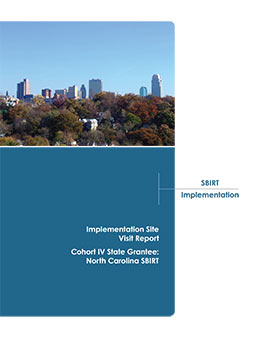 SBIRT
Implementation
Implementation Site
Visit Report
Cohort IV State Grantee:
North Carolina SBIRT